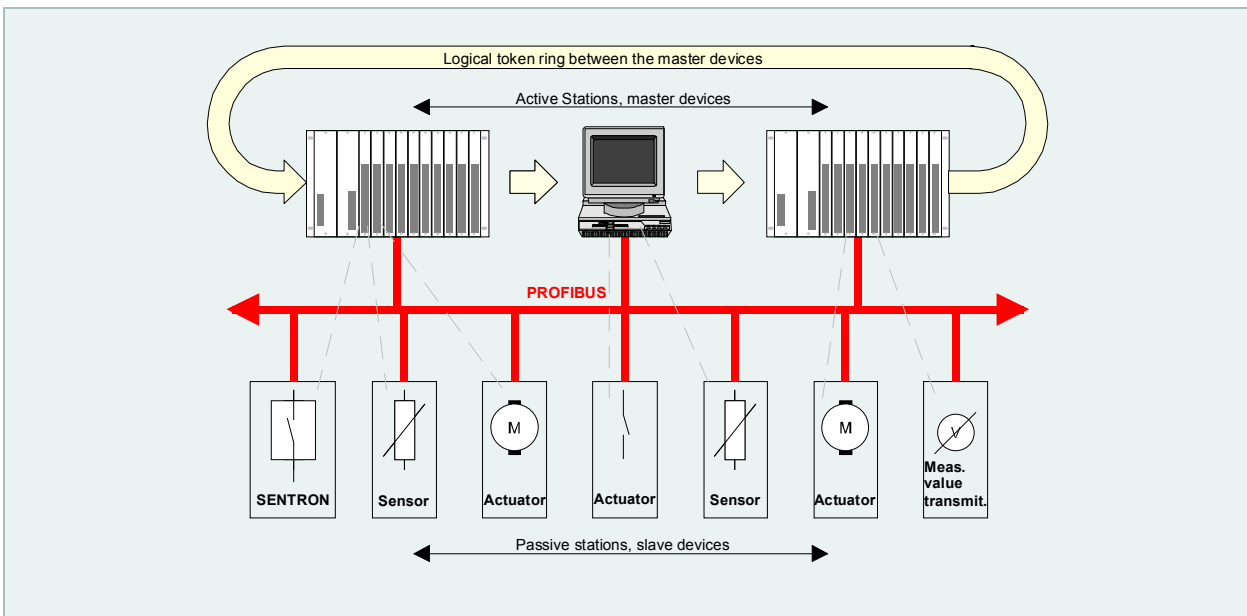 Logical token ring between the master devices
Active Stations, master devices
PROFIBUS
M
M
V
SENTRON
Sensor
Actuator
Actuator
Sensor
Actuator
Meas.
value
transmit.
Passive stations, slave devices